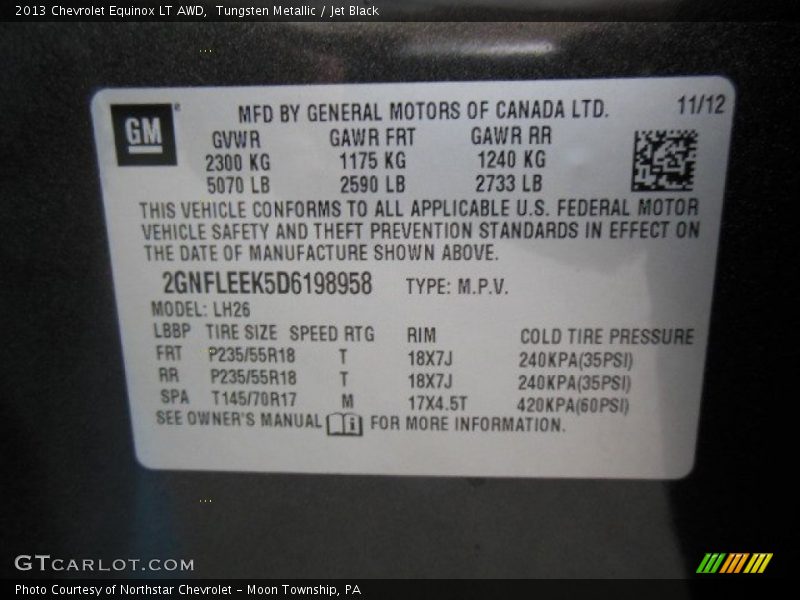 2013 Chevrolet Equinox LT AWD, Tungsten Metallic / Jet Black
GM
MFD BY GENERAL MOTORS OF CANADA LTD. 11/12
GVWR GAWR FRT GAWR RR
2300 KG 1175 KG 1240 KG
5070 LB 2590 LB 2733 LB
THIS VEHICLE CONFORMS TO ALL APPLICABLE U.S. FEDERAL MOTOR
VEHICLE SAFETY AND THEFT PREVENTION STANDARDS IN EFFECT ON
THE DATE OF MANUFACTURE SHOWN ABOVE.
2GNFLEEK5D6198958 TYPE: M.P.V.
MODEL: LH26
LBBP TIRE SIZE SPEED RTG RIM COLD TIRE PRESSURE
FRT P235/55R18 T 18X7J 240KPA(35PSI)
RR P235/55R18 T 18X7J 240KPA(35PSI)
SPA T145/70R17 M 17X4.5T 420KPA(60PSI)
SEE OWNER'S MANUAL i FOR MORE INFORMATION.
GTCARLOT.COM
Photo Courtesy of Northstar Chevrolet - Moon Township, PA